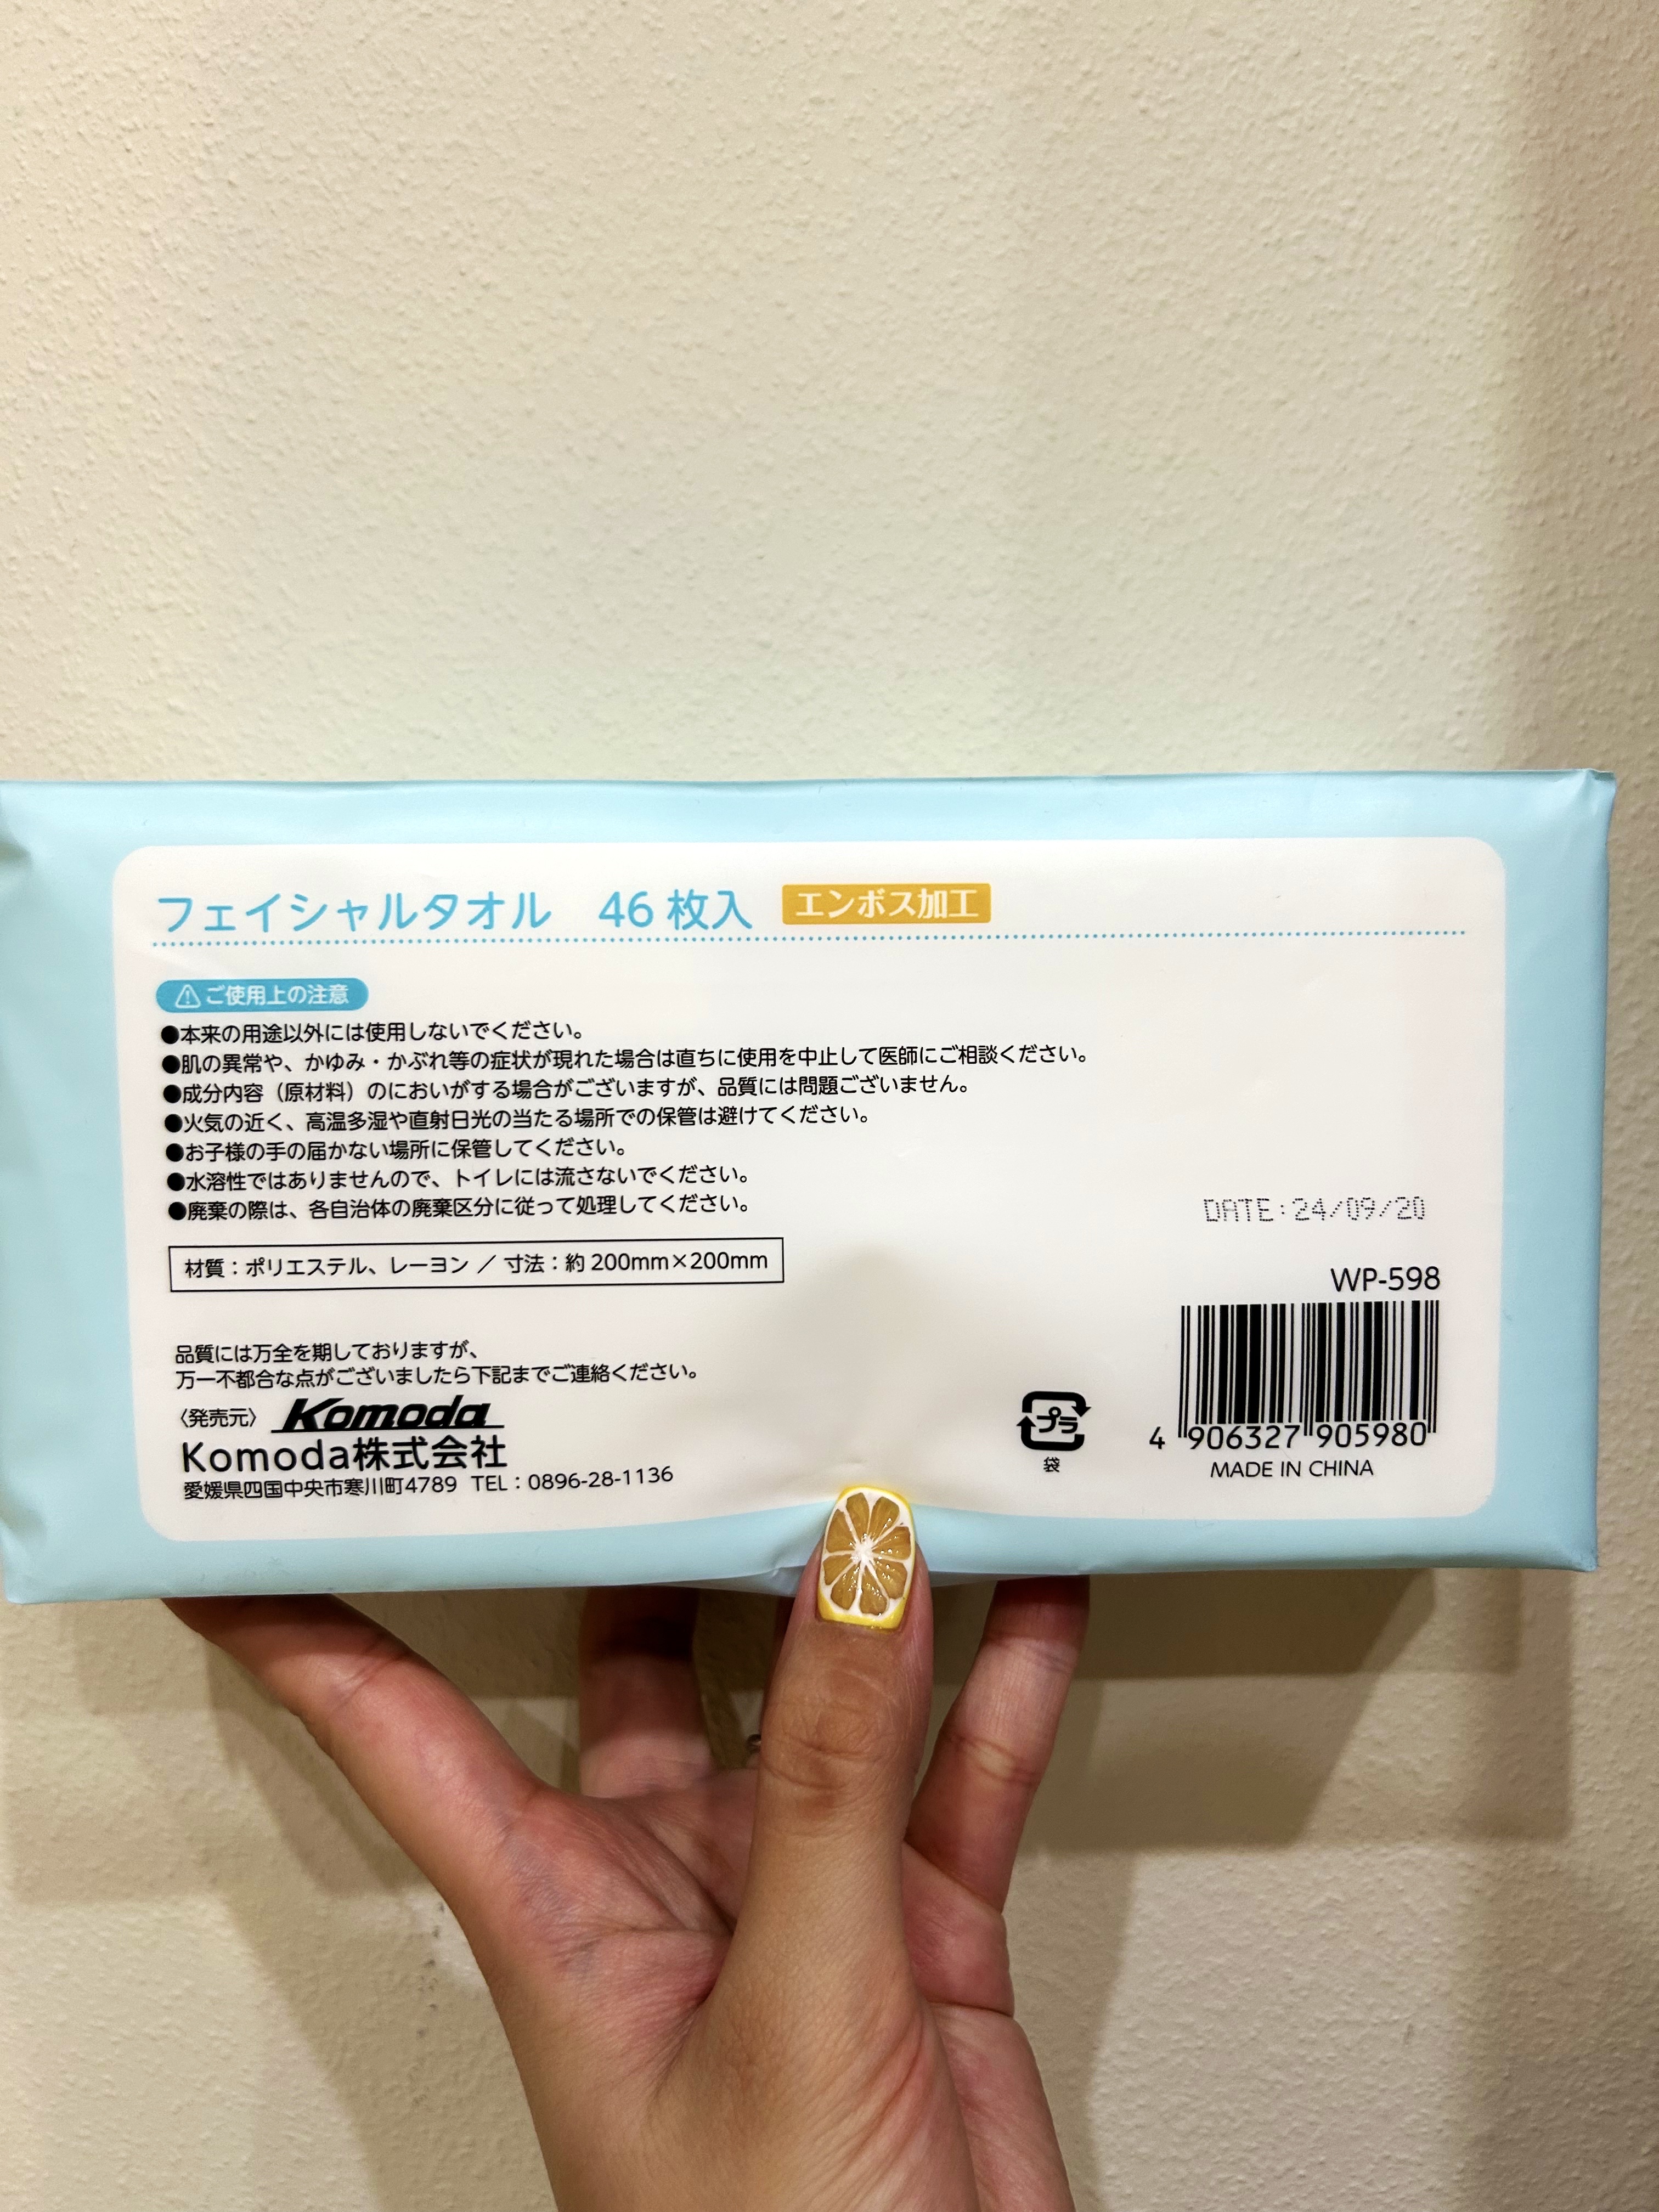 フェイシャルタオル 46枚入 エンボス加工
ご使用上の注意
●本来の用途以外には使用しないでください。
●肌の異常や、かゆみ・かぶれ等の症状が現れた場合は直ちに使用を中止して医師にご相談ください。
●成分内容（原材料）のにおいがする場合がございますが、品質には問題ございません。
●火気の近く、高温多湿や直射日光の当たる場所での保管は避けてください。
●お子様の手の届かない場所に保管してください。
●水溶性ではありませんので、トイレには流さないでください。
●廃棄の際は、各自治体の廃棄区分に従って処理してください。
材質：ポリエステル、レーヨン ／ 寸法：約 200mm×200mm
品質には万全を期しておりますが、
万一不都合な点がございましたら下記までご連絡ください。
〈発売元〉 Komoda
Komoda株式会社
愛媛県四国中央市寒川町4789 TEL：0896-28-1136
プラ
袋
DATE:24/09/20
WP-598
4 906327 905980
MADE IN CHINA